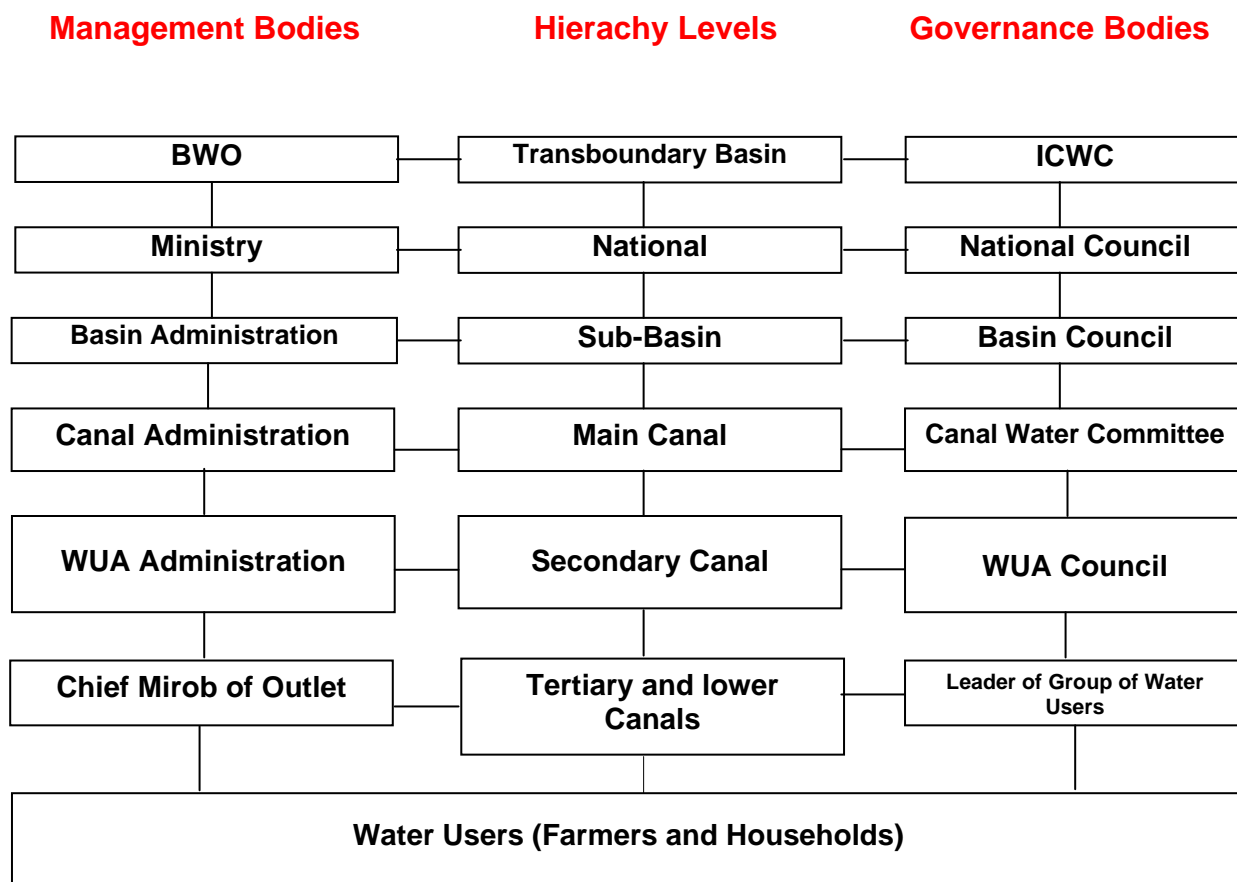 Management Bodies
Hierachy Levels
Governance Bodies
BWO
Transboundary Basin
ICWC
Ministry
National
National Council
Basin Administration
Sub-Basin
Basin Council
Canal Administration
Main Canal
Canal Water Committee
WUA Administration
Secondary Canal
WUA Council
Chief Mirob of Outlet
Tertiary and lower
Canals
Leader of Group of Water
Users
Water Users (Farmers and Households)